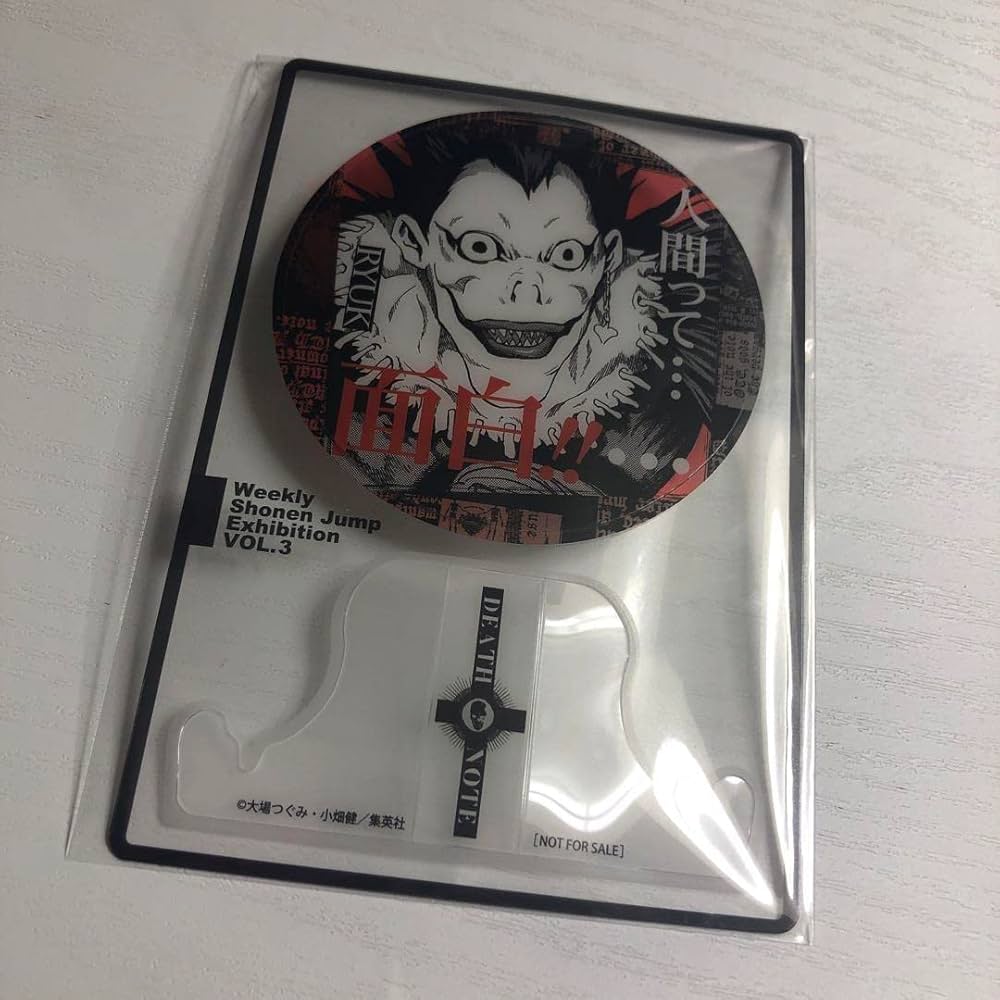 人間って…
RYUK
面白!!……
Weekly
Shonen Jump
Exhibition
VOL.3
DEATH NOTE
©大場つぐみ・小畑健／集英社
[NOT FOR SALE]